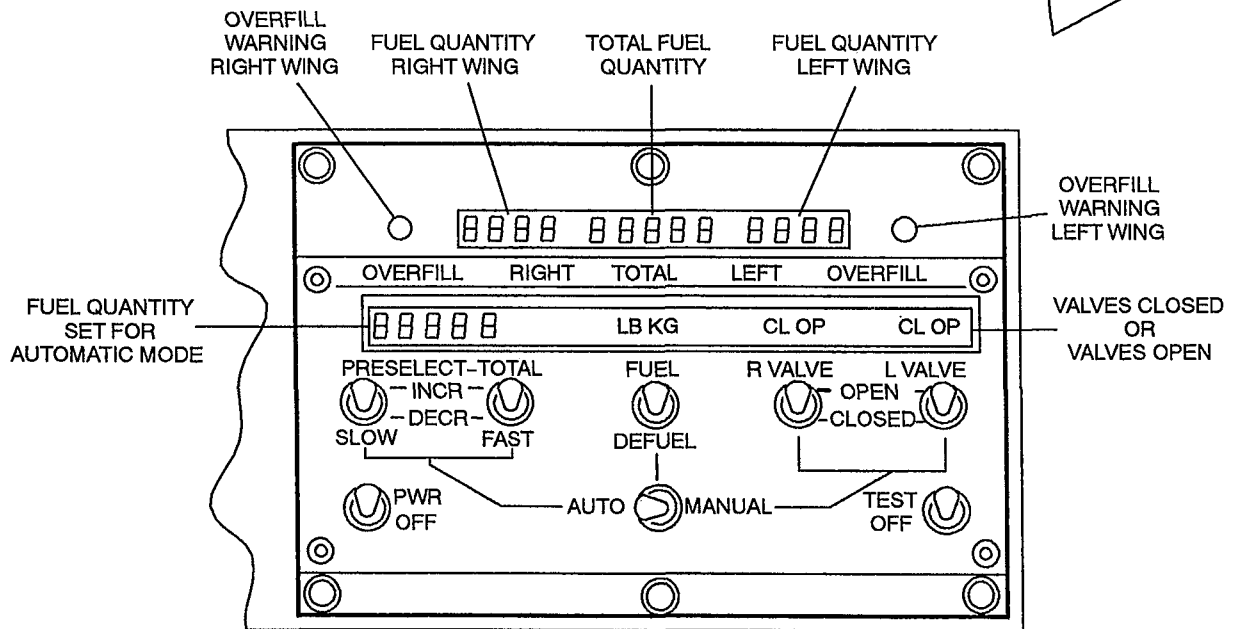 OVERFILL
WARNING
RIGHT WING
FUEL QUANTITY
RIGHT WING
TOTAL FUEL
QUANTITY
FUEL QUANTITY
LEFT WING
OVERFILL
WARNING
LEFT WING
8888 88888 8888
OVERFILL RIGHT TOTAL LEFT OVERFILL
FUEL QUANTITY
SET FOR
AUTOMATIC MODE
88888 LB KG CL OP CL OP
VALVES CLOSED
OR
VALVES OPEN
PRESELECT-TOTAL FUEL R VALVE L VALVE
INCR OPEN
DECR CLOSED
SLOW FAST DEFUEL
PWR
OFF
AUTO MANUAL
TEST
OFF